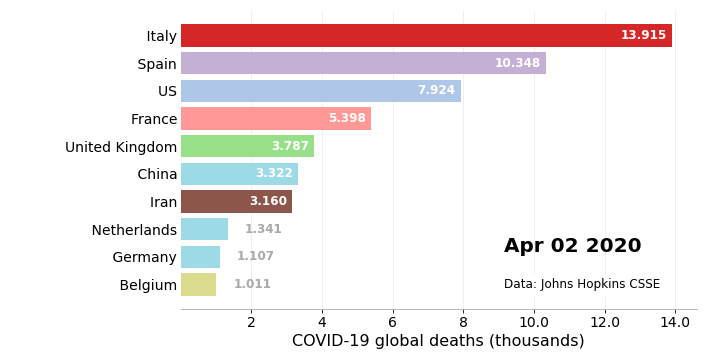 Italy 13.915
Spain 10.348
US 7.924
France 5.398
United Kingdom 3.787
China 3.322
Iran 3.160
Netherlands 1.341
Germany 1.107
Belgium 1.011
Apr 02 2020
Data: Johns Hopkins CSSE
2 4 6 8 10.0 12.0 14.0
COVID-19 global deaths (thousands)